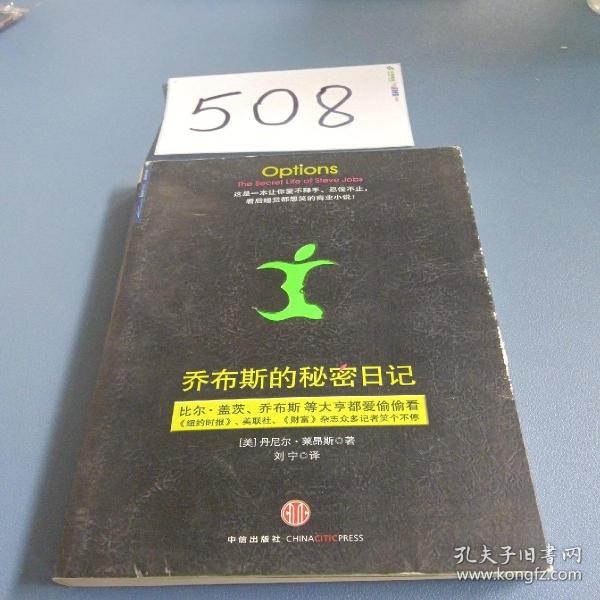 508
Options
The Secret Life of Steve Jobs
这是一本让你爱不释手、忍俊不止,
看后睡觉都想笑的商业小说!
乔布斯的秘密日记
比尔·盖茨、乔布斯 等大亨都爱偷偷看
《纽约时报》、美联社、《财富》杂志众多记者笑个不停
[美]丹尼尔·莱昂斯◎著
刘宁◎译
CITIC
中信出版社·CHINACITICPRESS
孔夫子旧书网
www.kongfz.com